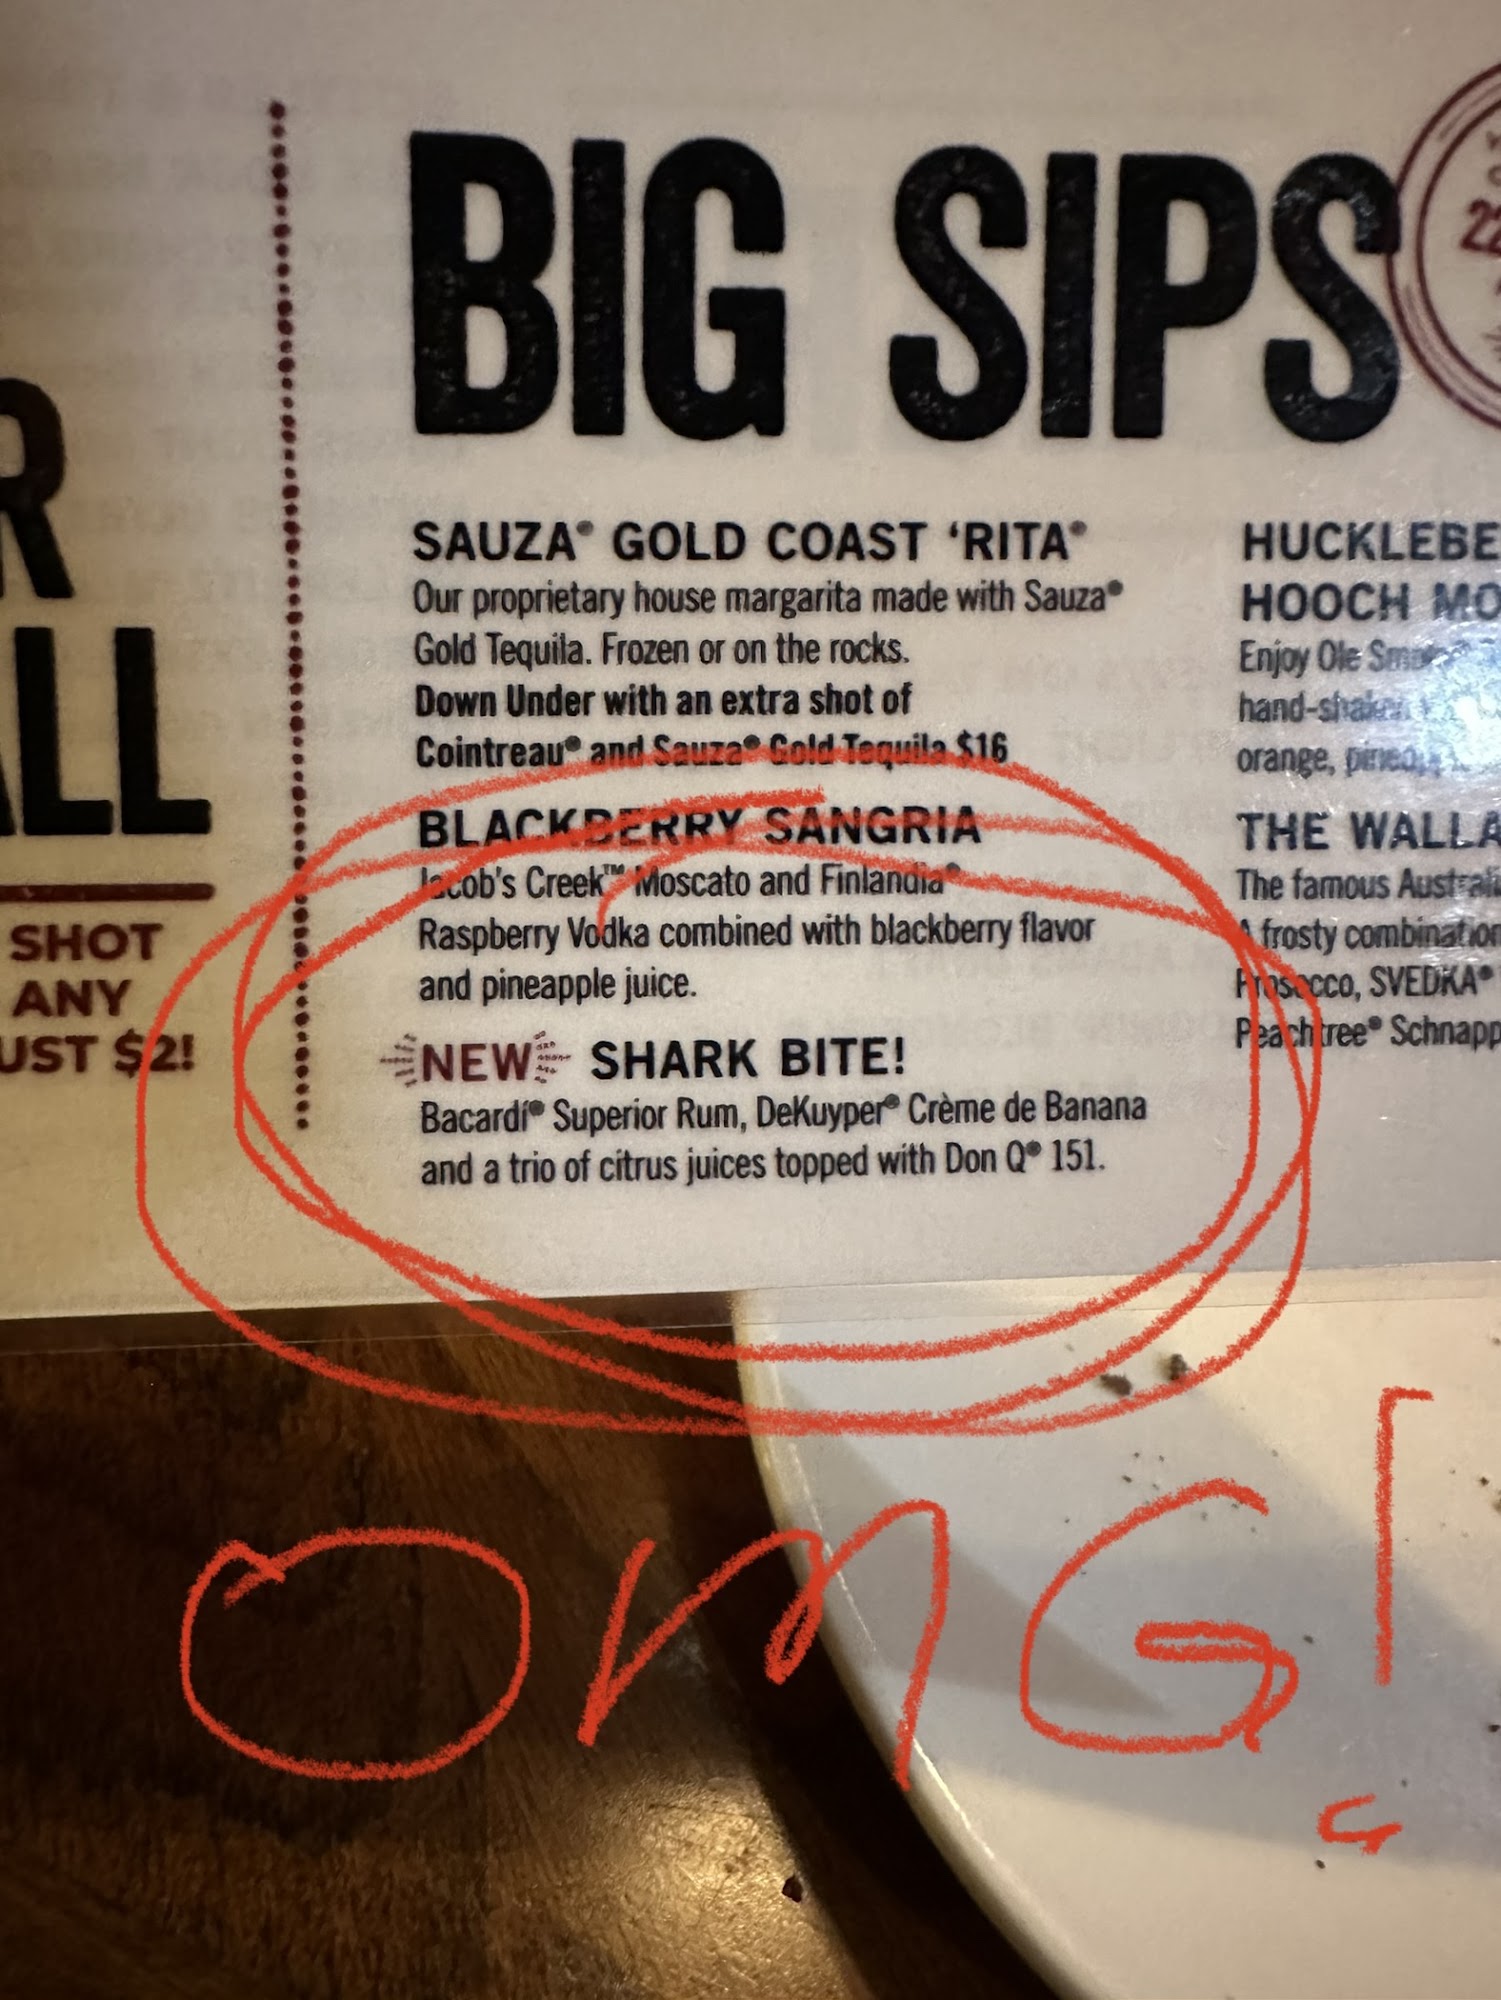 BIG SIPS
22
R
ALL
SHOT
ANY
UST $2!
SAUZA® GOLD COAST ‘RITA®
Our proprietary house margarita made with Sauza®
Gold Tequila. Frozen or on the rocks.
Down Under with an extra shot of
Cointreau® and Sauza® Gold Tequila $16
BLACKBERRY SANGRIA
Jacob's Creek™ Moscato and Finlandia®
Raspberry Vodka combined with blackberry flavor
and pineapple juice.
NEW SHARK BITE!
Bacardí® Superior Rum, DeKuyper® Crème de Banana
and a trio of citrus juices topped with Don Q® 151.
HUCKLEBE
HOOCH MO
Enjoy Ole
hand-shaken
orange,
THE WALLA
The famous Australi
A frosty combination
Prosecco, SVEDKA®
Peachtree® Schnapp
OMG!